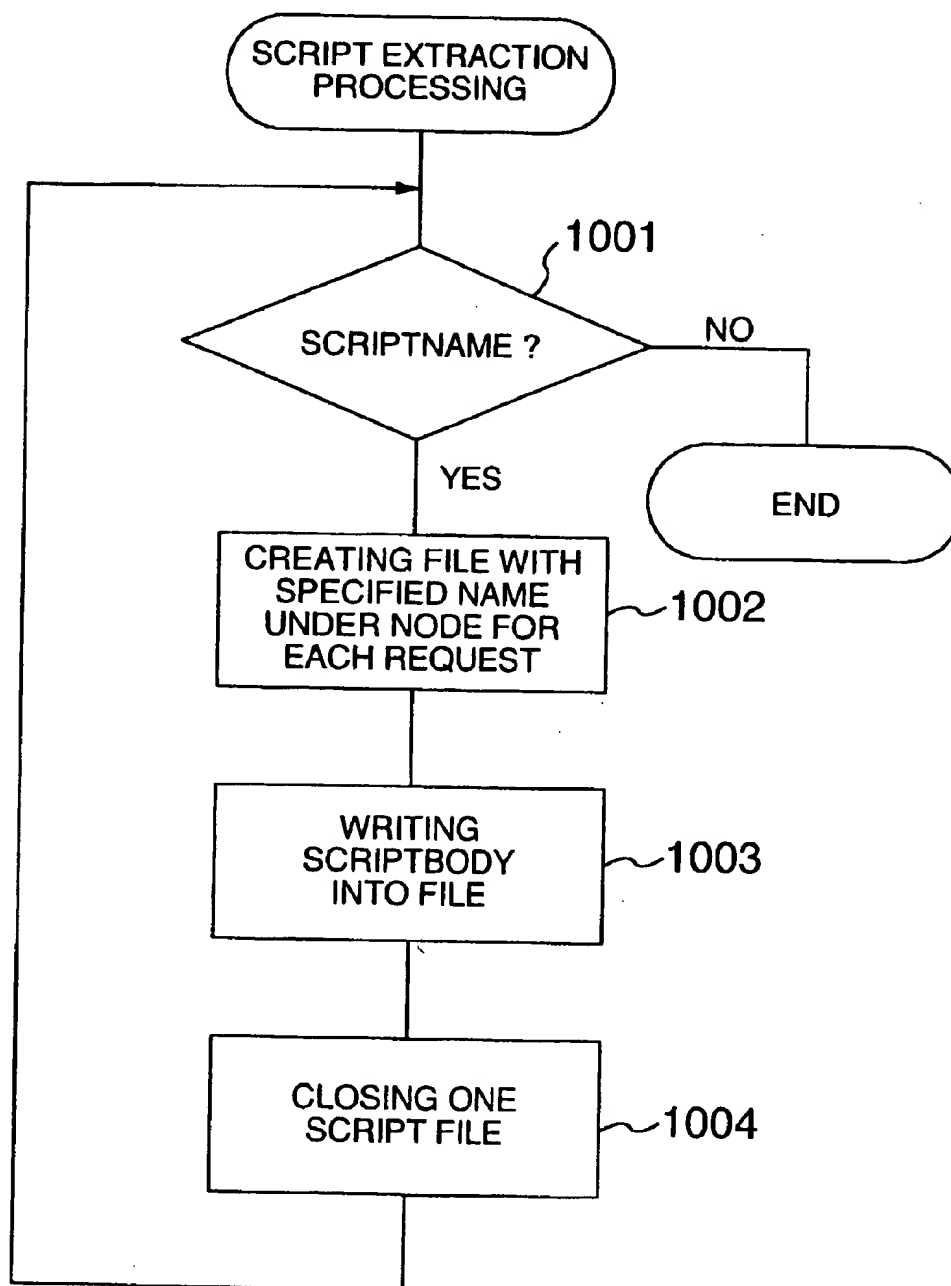 SCRIPT EXTRACTION
PROCESSING
1001
SCRIPTNAME ?
NO
YES
END
CREATING FILE WITH
SPECIFIED NAME
UNDER NODE FOR
EACH REQUEST
1002
WRITING
SCRIPTBODY
INTO FILE
1003
CLOSING ONE
SCRIPT FILE
1004